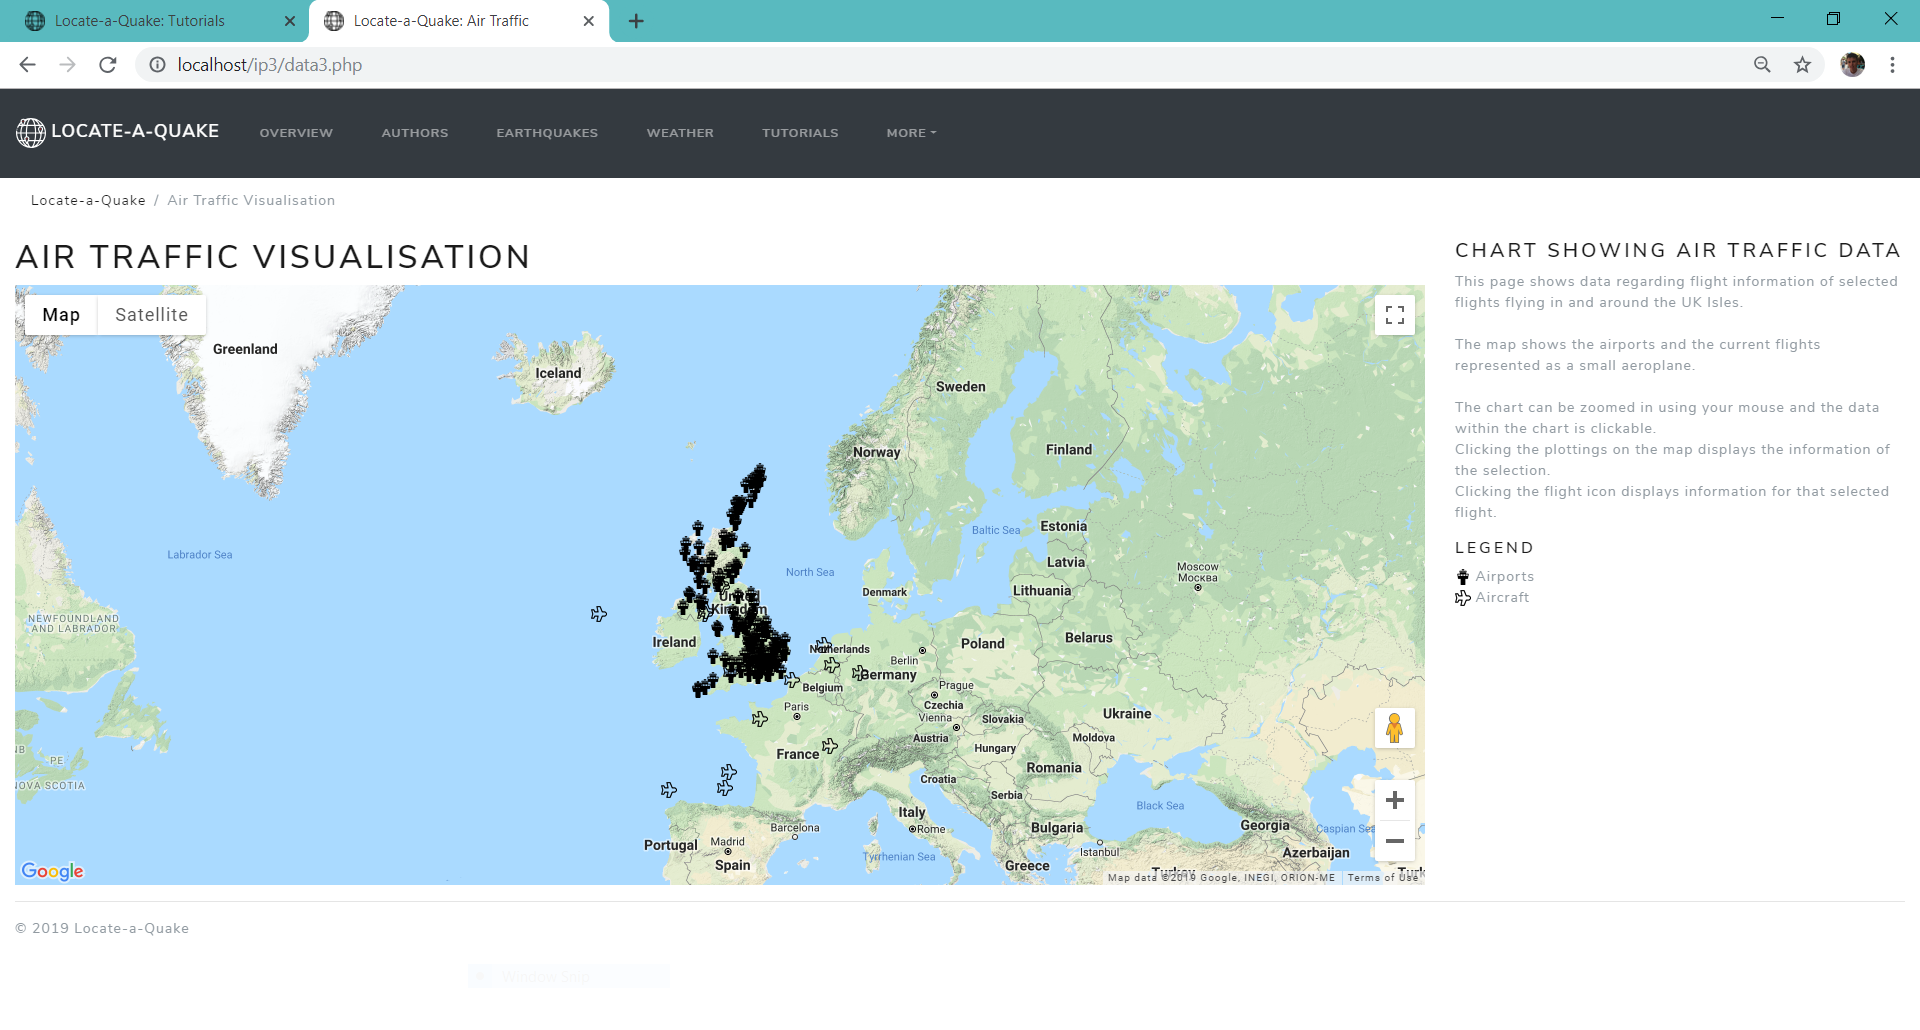 Locate-a-Quake: Tutorials
Locate-a-Quake: Air Traffic
localhost/ip3/data3.php
LOCATE-A-QUAKE
OVERVIEW
AUTHORS
EARTHQUAKES
WEATHER
TUTORIALS
MORE
Locate-a-Quake / Air Traffic Visualisation
AIR TRAFFIC VISUALISATION
Map
Satellite
Greenland
Iceland
Sweden
Norway
Finland
Baltic Sea
Estonia
Labrador Sea
Latvia
North Sea
Moscow
Москва
Denmark
Lithuania
United
Kingdom
NEWFOUNDLAND
AND LABRADOR
Ireland
Belarus
Netherlands
Poland
Berlin
Germany
Belgium
Prague
Paris
Czechia
Vienna
Slovakia
Ukraine
Austria
Moldova
Hungary
France
NB
PE
NOVA SCOTIA
Romania
Croatia
Serbia
Black Sea
Italy
Rome
Barcelona
Bulgaria
Georgia
Caspian Sea
Portugal
Madrid
Spain
Tyrrhenian Sea
Istanbul
Greece
Azerbaijan
Turkey
Turk
Google
Map data ©2019 Google, INEGI, ORION-ME
Terms of Use
CHART SHOWING AIR TRAFFIC DATA
This page shows data regarding flight information of selected
flights flying in and around the UK Isles.
The map shows the airports and the current flights
represented as a small aeroplane.
The chart can be zoomed in using your mouse and the data
within the chart is clickable.
Clicking the plottings on the map displays the information of
the selection.
Clicking the flight icon displays information for that selected
flight.
LEGEND
Airports
Aircraft
© 2019 Locate-a-Quake
Window Snip